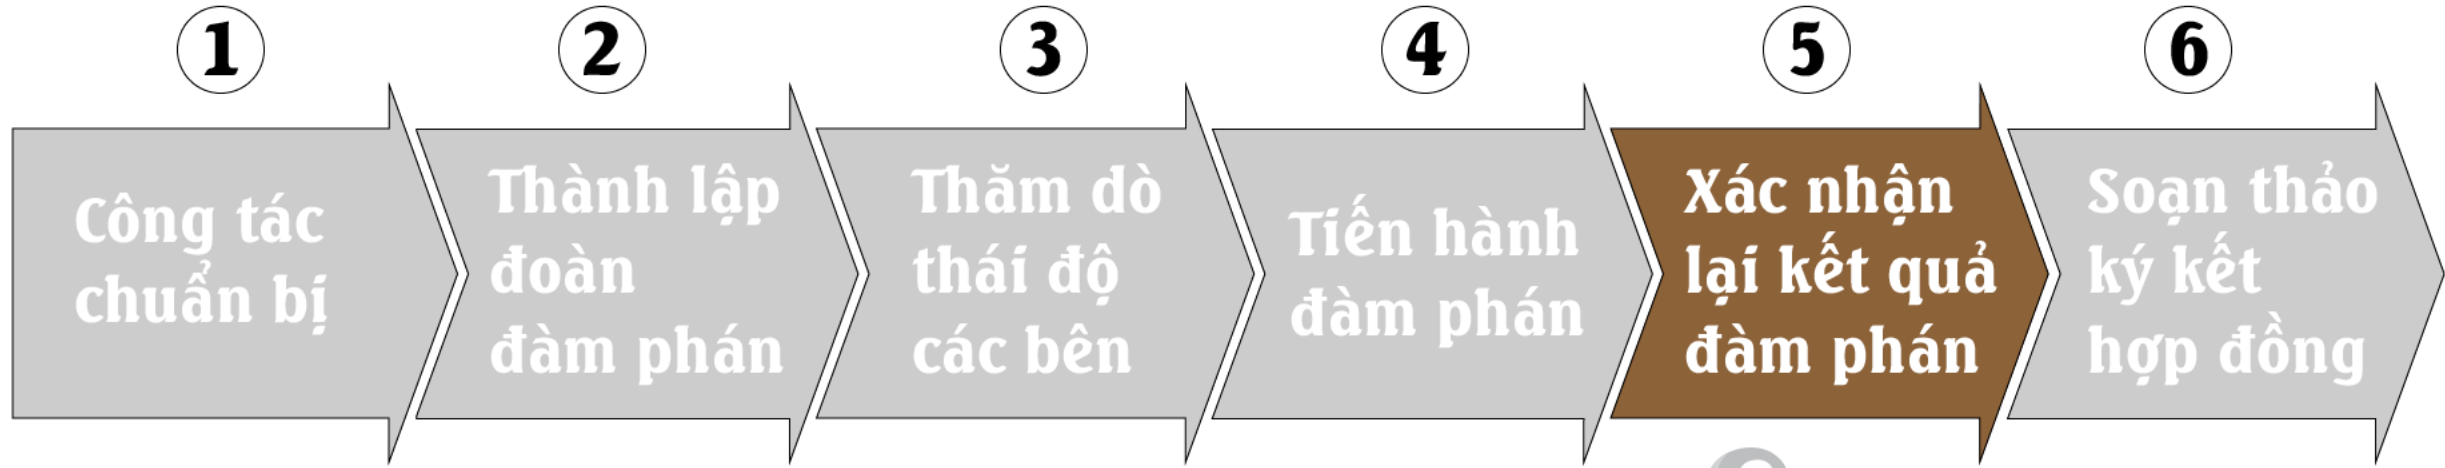 1
2
3
4
5
6
Công tác
chuẩn bị
Thành lập
đoàn
đàm phán
Thăm dò
thái độ
các bên
Tiến hành
đàm phán
Xác nhận
lại kết quả
đàm phán
Soạn thảo
ký kết
hợp đồng